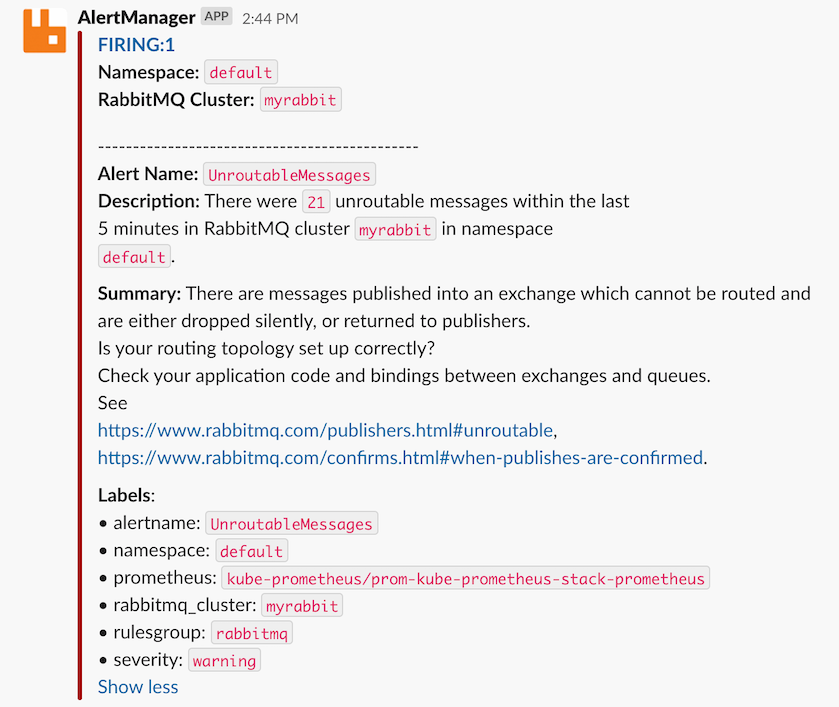 AlertManager APP 2:44 PM
FIRING:1
Namespace: default
RabbitMQ Cluster: myrabbit
----------------------------------------------
Alert Name: UnroutableMessages
Description: There were 21 unroutable messages within the last
5 minutes in RabbitMQ cluster myrabbit in namespace
default.
Summary: There are messages published into an exchange which cannot be routed and
are either dropped silently, or returned to publishers.
Is your routing topology set up correctly?
Check your application code and bindings between exchanges and queues.
See
https://www.rabbitmq.com/publishers.html#unroutable,
https://www.rabbitmq.com/confirms.html#when-publishes-are-confirmed.
Labels:
• alertname: UnroutableMessages
• namespace: default
• prometheus: kube-prometheus/prom-kube-prometheus-stack-prometheus
• rabbitmq_cluster: myrabbit
• rulesgroup: rabbitmq
• severity: warning
Show less